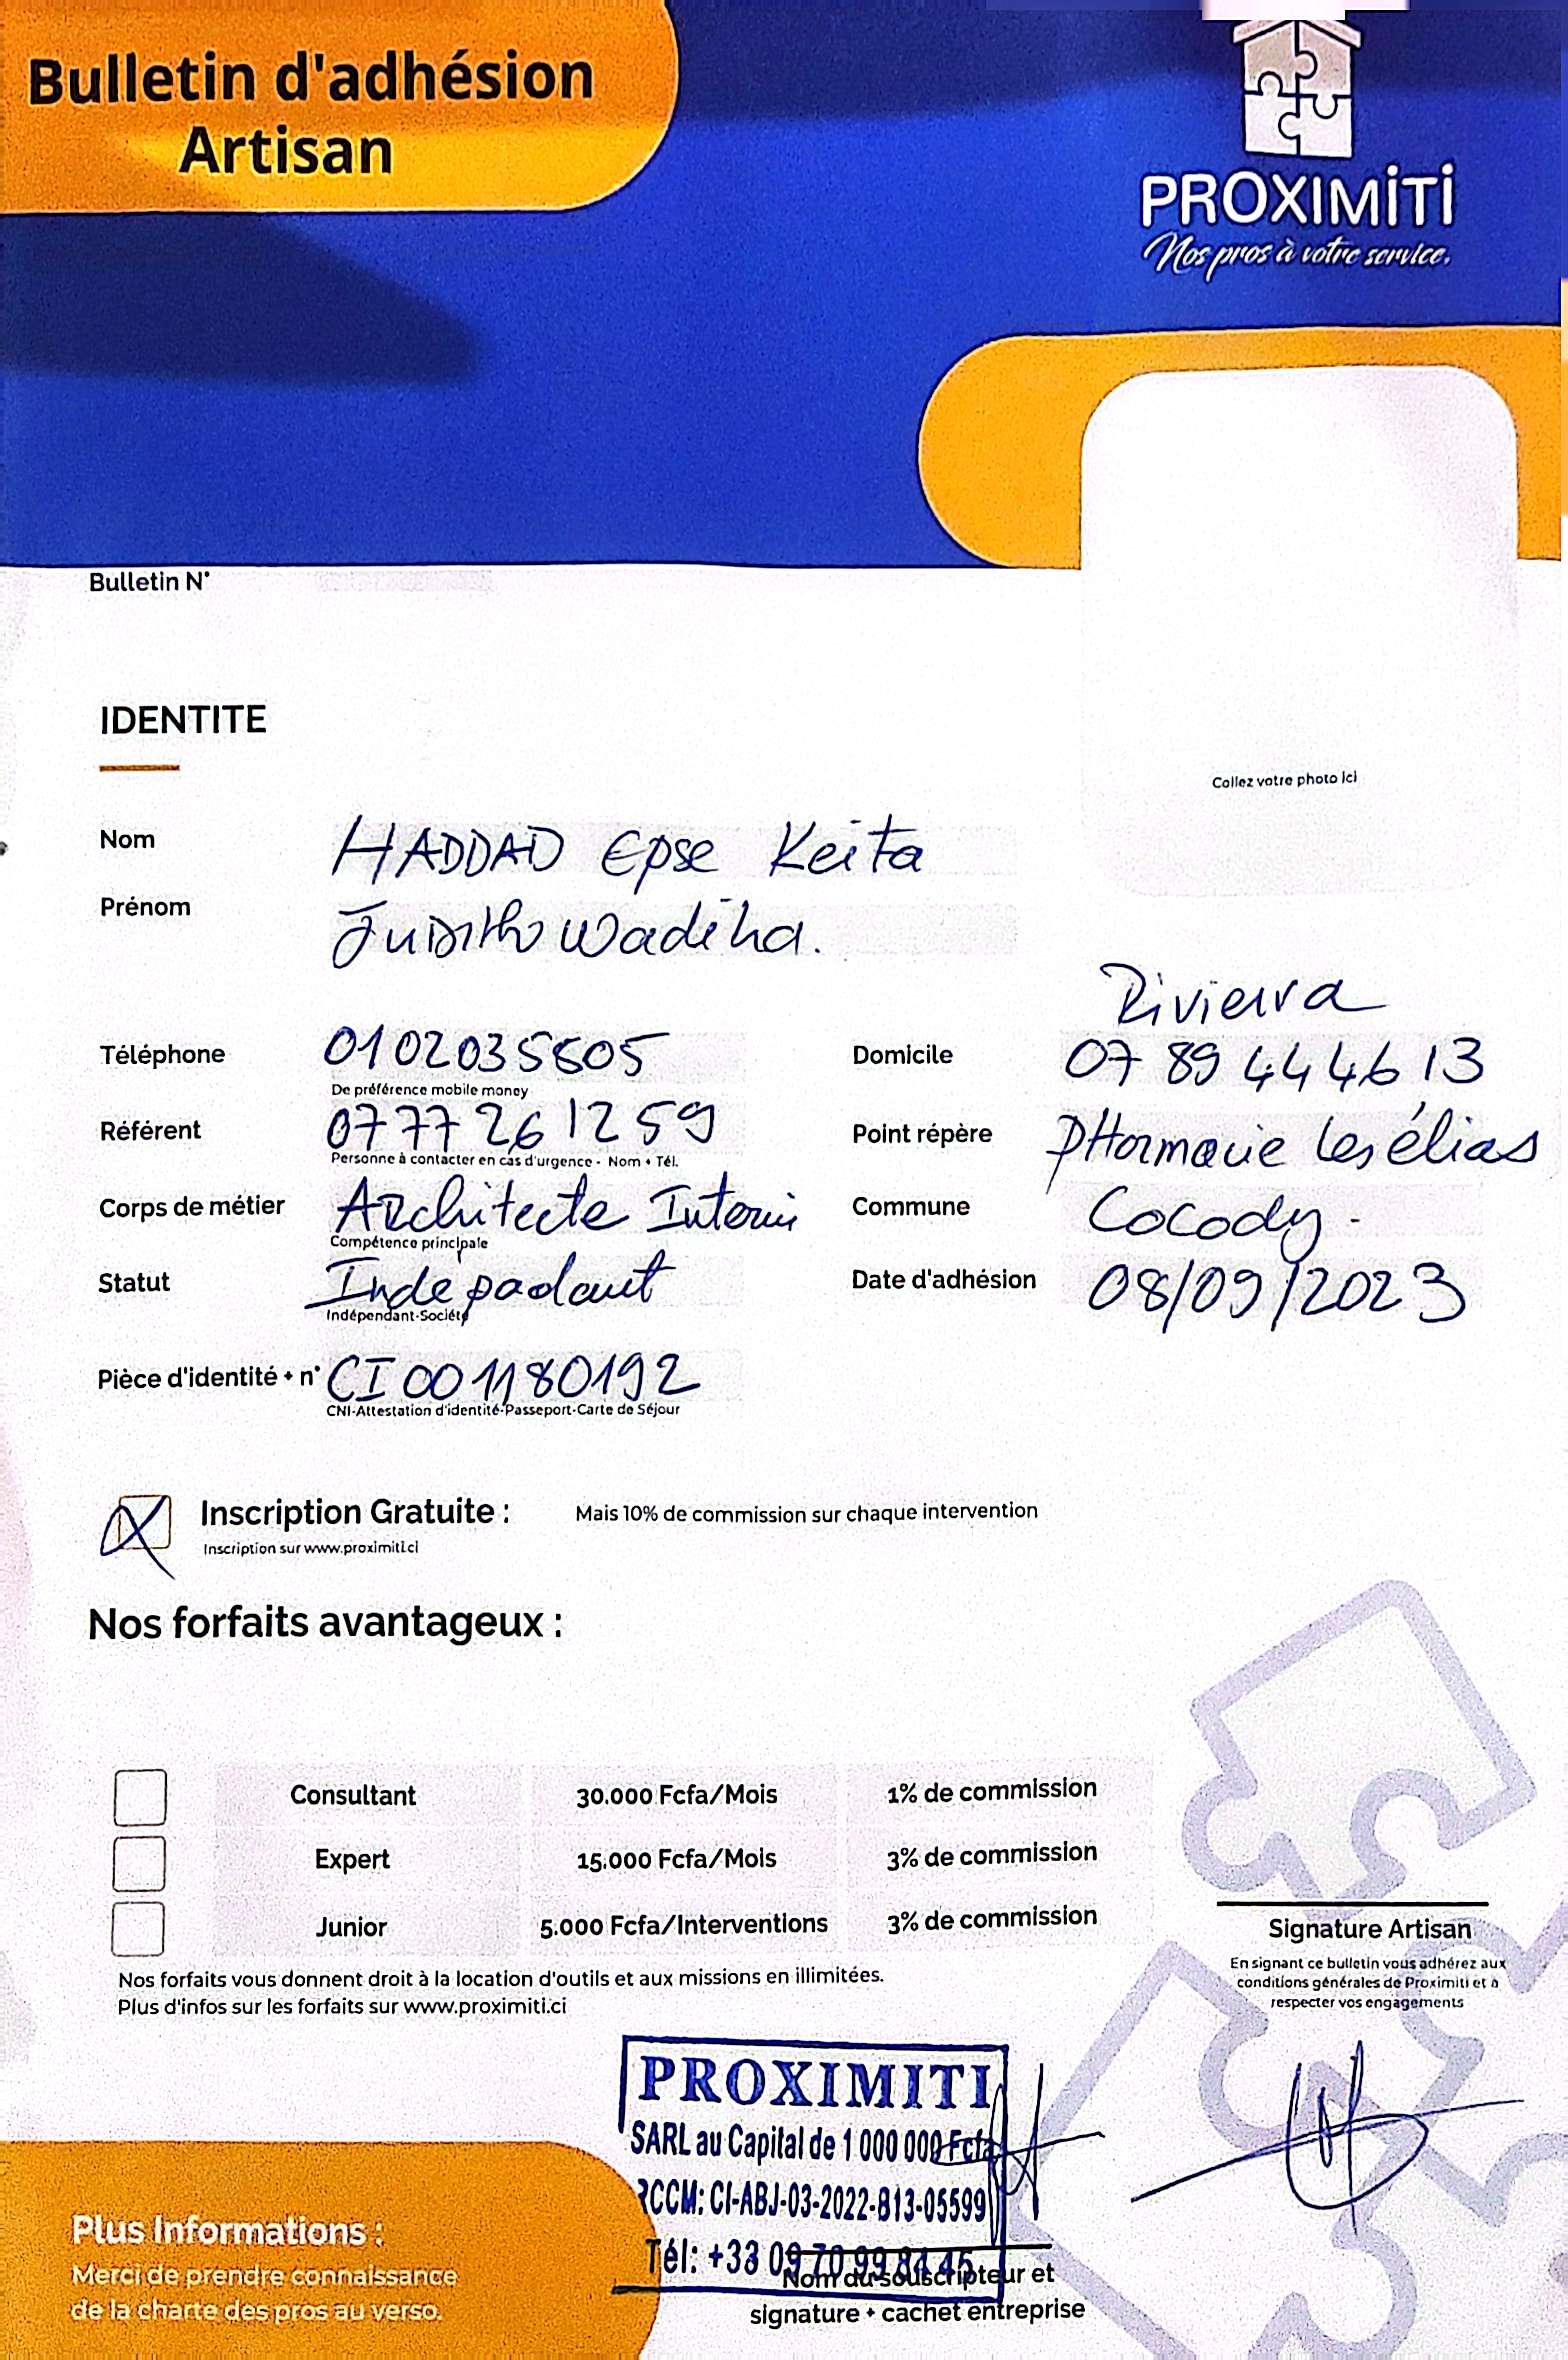 Bulletin d'adhésion
Artisan
PROXIMITI
Nos pros à votre service.
Bulletin N°
IDENTITE
Collez votre photo ici
Nom HADDAD Epse Keita
Prénom Judith Wadiha.
Riviera
Téléphone 0102035505 Domicile 07 89 44 46 13
De préférence mobile money
Référent 0777261259 Point répère PHarmacie les élias
Personne à contacter en cas d'urgence - Nom + Tél.
Corps de métier Architecte Interin Commune Cocody.
Compétence principale
Statut Indépadant Date d'adhésion 08/09/2023
Indépendant-Société
Pièce d'identité + n° CI001180192
CNI-Attestation d'identité-Passeport-Carte de Séjour
Inscription Gratuite : Mais 10% de commission sur chaque intervention
Inscription sur www.proximiti.ci
Nos forfaits avantageux :
Consultant 30.000 Fcfa/Mois 1% de commission
Expert 15.000 Fcfa/Mois 3% de commission
Junior 5.000 Fcfa/Interventions 3% de commission
Nos forfaits vous donnent droit à la location d'outils et aux missions en illimitées.
Plus d'infos sur les forfaits sur www.proximiti.ci
Signature Artisan
En signant ce bulletin vous adhérez aux
conditions générales de Proximiti et à
respecter vos engagements
PROXIMITI
SARL au Capital de 1 000 000 Fcfa
RCCM: CI-ABJ-03-2022-B13-05599
Tél: +33 09 70 99 84 45
Nom du souscripteur et
signature + cachet entreprise
Plus Informations :
Merci de prendre connaissance
de la charte des pros au verso.